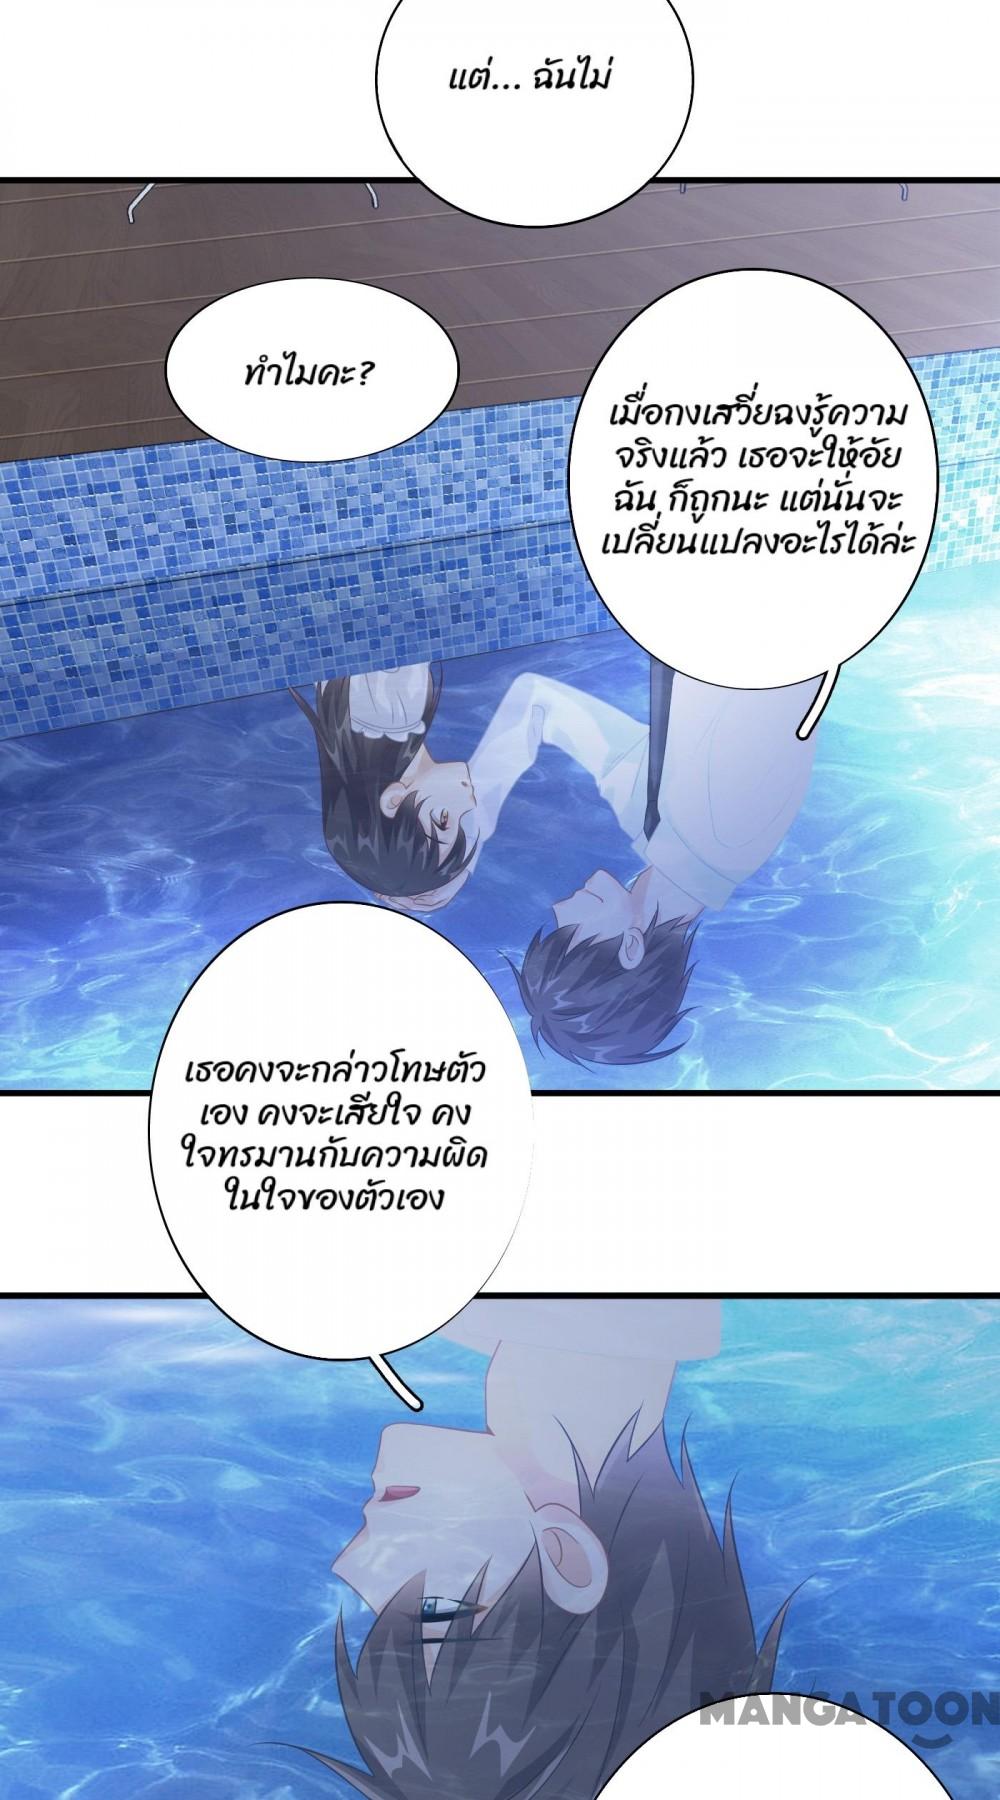 แต่... ฉันไม่
ทำไมคะ?
เมื่อกงเสวี่ยฉงรู้ความ
จริงแล้ว เธอจะให้อัย
ฉัน ก็ถูกนะ แต่นั่นจะ
เปลี่ยนแปลงอะไรได้ล่ะ
เธอคงจะกล่าวโทษตัว
เอง คงจะเสียใจ คง
ใจทรมานกับความผิด
ในใจของตัวเอง
MANGATOON